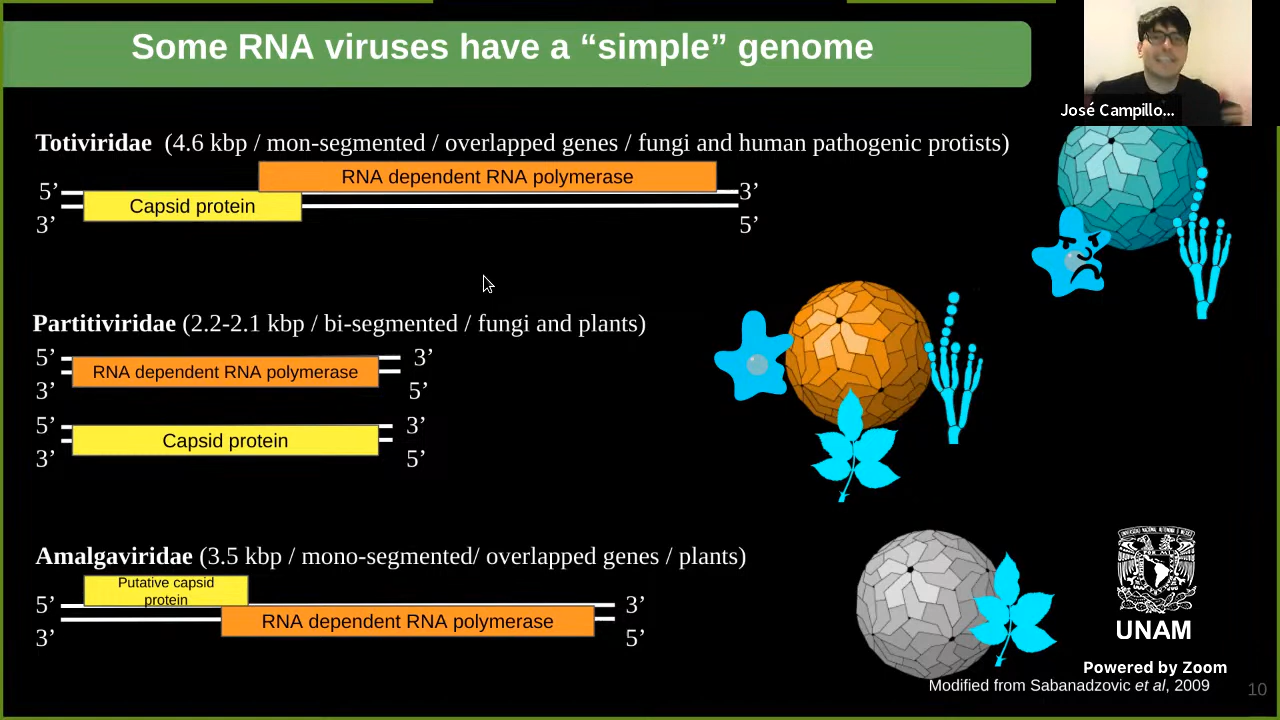 Some RNA viruses have a “simple” genome
José Campillo...
Totiviridae (4.6 kbp / mon-segmented / overlapped genes / fungi and human pathogenic protists)
RNA dependent RNA polymerase
5’ 3’
Capsid protein
3’ 5’
Partitiviridae (2.2-2.1 kbp / bi-segmented / fungi and plants)
5’ 3’
RNA dependent RNA polymerase
3’ 5’
5’ 3’
Capsid protein
3’ 5’
Amalgaviridae (3.5 kbp / mono-segmented/ overlapped genes / plants)
Putative capsid
protein
5’ 3’
RNA dependent RNA polymerase
3’ 5’
UNAM
Powered by Zoom
Modified from Sabanadzovic et al, 2009
10